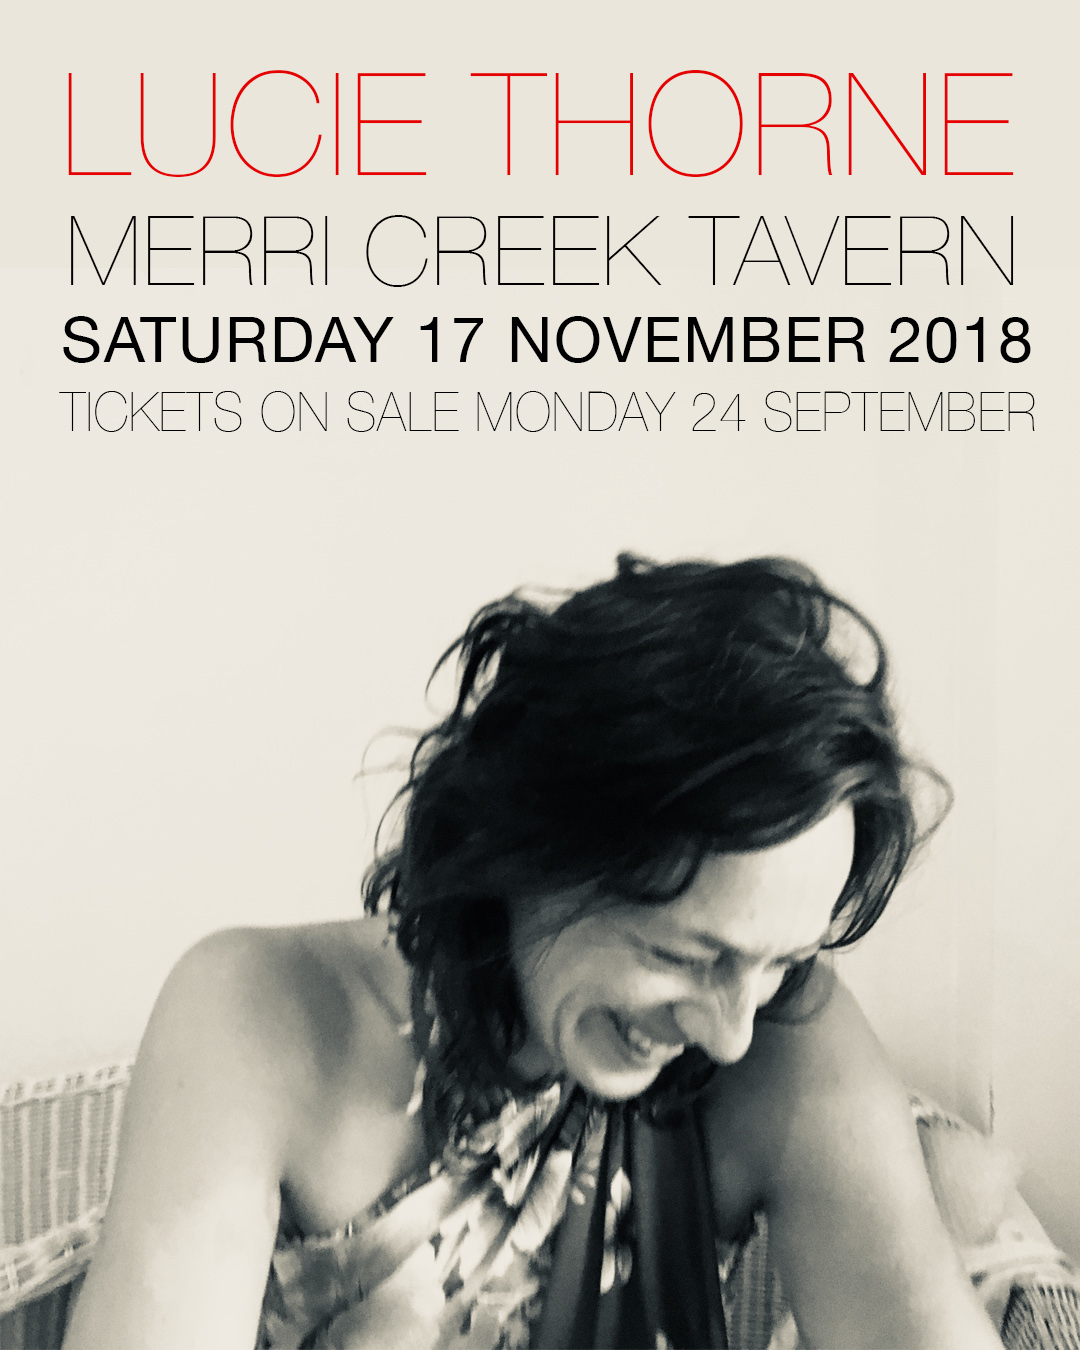 LUCIE THORNE
MERRI CREEK TAVERN
SATURDAY 17 NOVEMBER 2018
TICKETS ON SALE MONDAY 24 SEPTEMBER